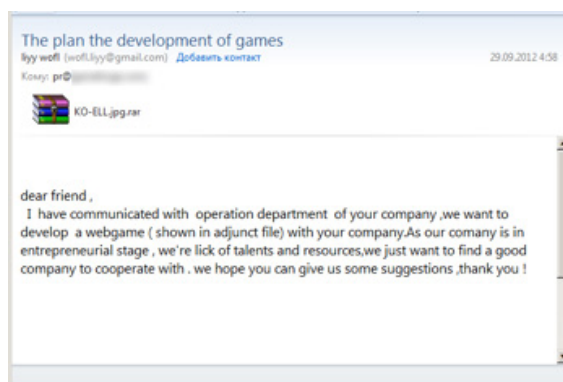 The plan the development of games
liyy wofl (wofl.liyy@gmail.com) Добавить контакт 29.09.2012 4:58
Кому: pr@
KO-ELL.jpg.rar
dear friend ,
I have communicated with operation department of your company ,we want to
develop a webgame ( shown in adjunct file) with your company.As our comany is in
entrepreneurial stage , we're lick of talents and resources,we just want to find a good
company to cooperate with . we hope you can give us some suggestions ,thank you !